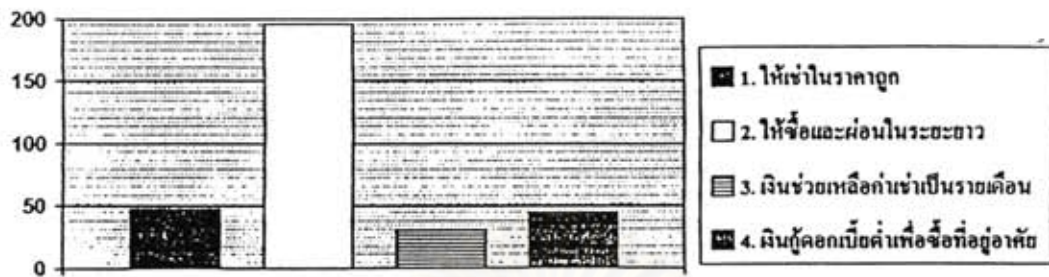 200
150
100
50
0
1. ให้เช่าในราคาถูก
2. ให้ซื้อและผ่อนในระยะยาว
3. เงินช่วยเหลือค่าเช่าเป็นรายเดือน
4. เงินกู้ดอกเบี้ยต่ำเพื่อซื้อที่อยู่อาศัย